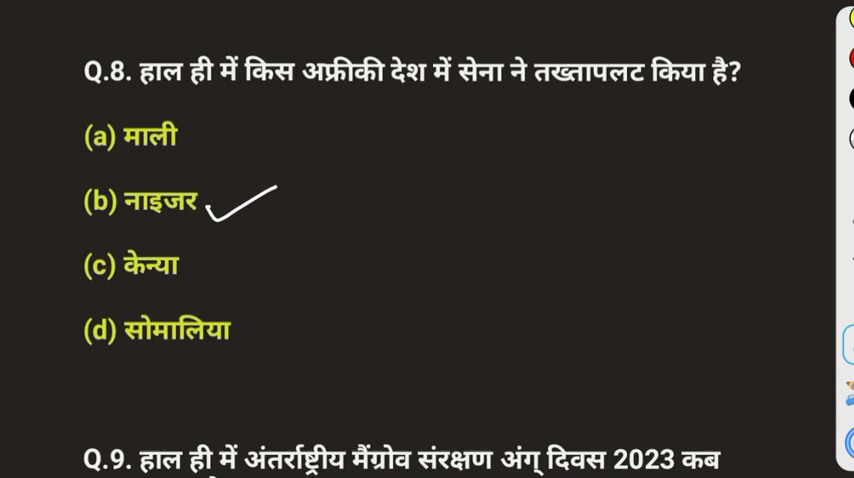 Q.8. हाल ही में किस अफ्रीकी देश में सेना ने तख्तापलट किया है?
(a) माली
(b) नाइजर
(c) केन्या
(d) सोमालिया
Q.9. हाल ही में अंतर्राष्ट्रीय मैंग्रोव संरक्षण अंग् दिवस 2023 कब